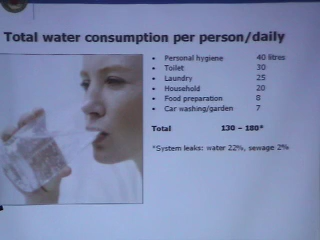 Total water consumption per person/daily
• Personal hygiene 40 litres
• Toilet 30
• Laundry 25
• Household 20
• Food preparation 8
• Car washing/garden 7
Total 130 – 180*
*System leaks: water 22%, sewage 2%